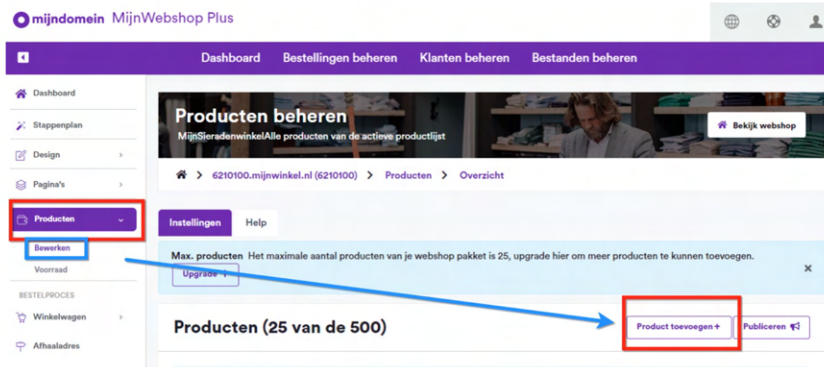 mijndomein MijnWebshop Plus
Dashboard Bestellingen beheren Klanten beheren Bestanden beheren
Dashboard
Stappenplan
Design
Pagina's
Producten
Bewerken
Voorraad
BESTELPROCES
Winkelwagen
Afhaaladres
Producten beheren
MijnSieradenwinkelAlle producten van de actieve productlijst
Bekijk webshop
6210100.mijnwinkel.nl (6210100) > Producten > Overzicht
Instellingen Help
Max. producten Het maximale aantal producten van je webshop pakket is 25, upgrade hier om meer producten te kunnen toevoegen.
Upgrade
Producten (25 van de 500)
Product toevoegen +
Publiceren